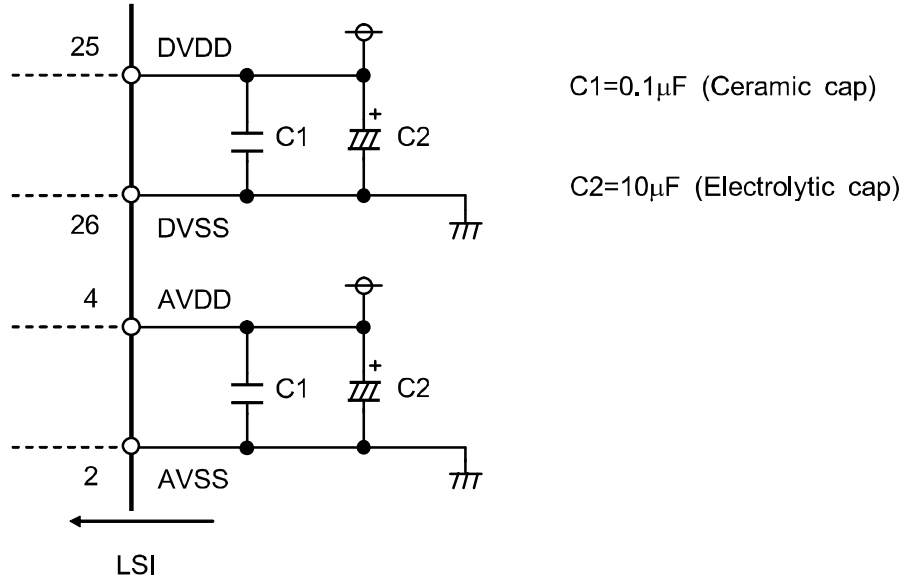 25 DVDD
C1=0.1μF (Ceramic cap)
+
C1 C2
C2=10μF (Electrolytic cap)
26 DVSS
4 AVDD
+
C1 C2
2 AVSS
LSI